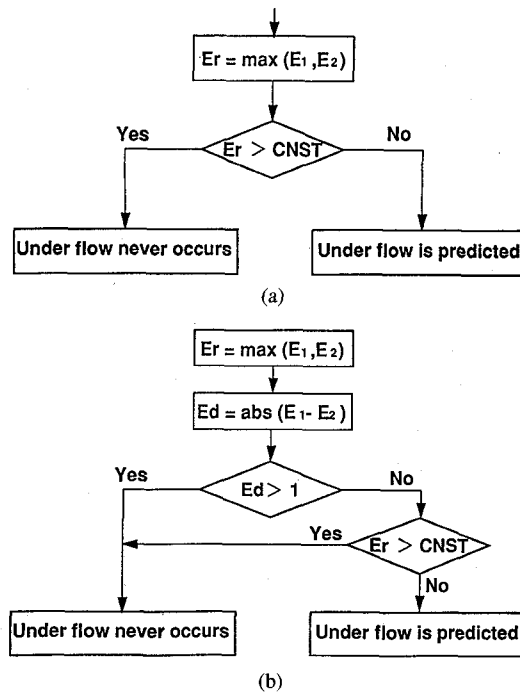 Er = max (E1 ,E2 )
Yes
No
Er > CNST
Under flow never occurs
Under flow is predicted
(a)
Er = max (E1 ,E2 )
Ed = abs (E1 - E2 )
Yes
No
Ed > 1
Yes
Er > CNST
No
Under flow never occurs
Under flow is predicted
(b)